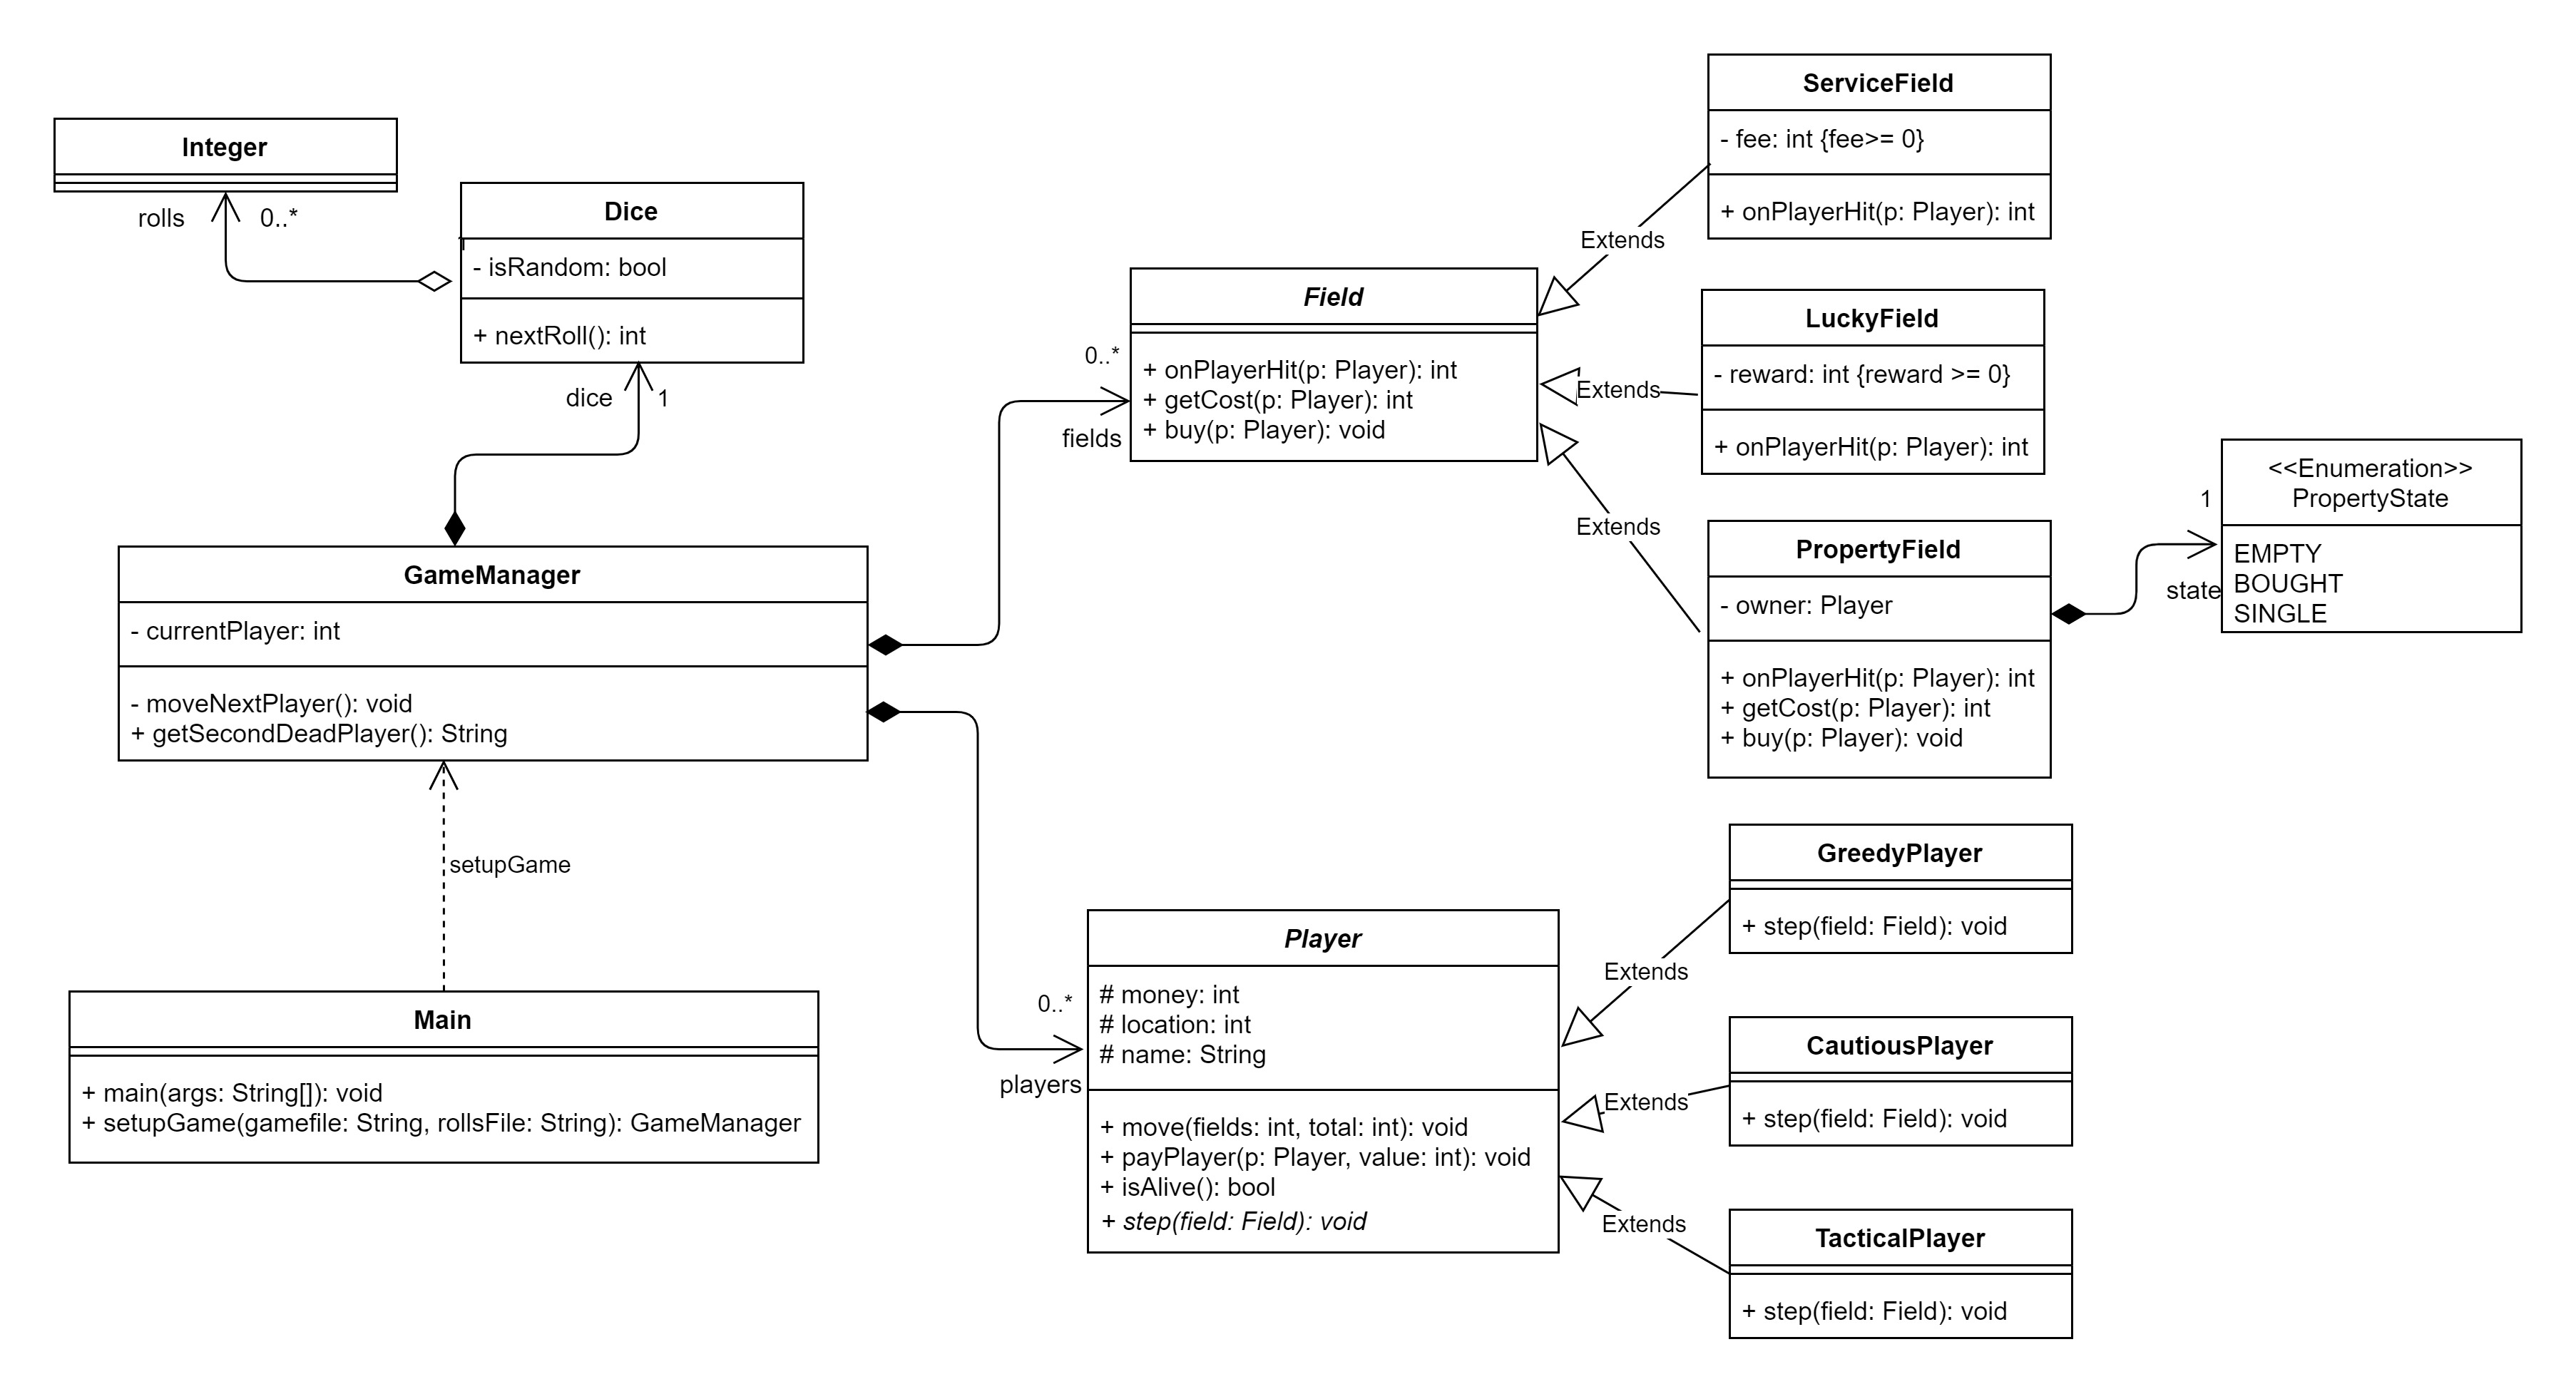 Integer
rolls
0..*
Dice
- isRandom: bool
+ nextRoll(): int
dice
1
GameManager
- currentPlayer: int
- moveNextPlayer(): void
+ getSecondDeadPlayer(): String
setupGame
Main
+ main(args: String[]): void
+ setupGame(gamefile: String, rollsFile: String): GameManager
0..*
fields
Field
+ onPlayerHit(p: Player): int
+ getCost(p: Player): int
+ buy(p: Player): void
Extends
Extends
Extends
ServiceField
- fee: int {fee>= 0}
+ onPlayerHit(p: Player): int
LuckyField
- reward: int {reward >= 0}
+ onPlayerHit(p: Player): int
PropertyField
- owner: Player
+ onPlayerHit(p: Player): int
+ getCost(p: Player): int
+ buy(p: Player): void
1
state
<<Enumeration>>
PropertyState
EMPTY
BOUGHT
SINGLE
0..*
players
Player
# money: int
# location: int
# name: String
+ move(fields: int, total: int): void
+ payPlayer(p: Player, value: int): void
+ isAlive(): bool
+ step(field: Field): void
Extends
Extends
Extends
GreedyPlayer
+ step(field: Field): void
CautiousPlayer
+ step(field: Field): void
TacticalPlayer
+ step(field: Field): void